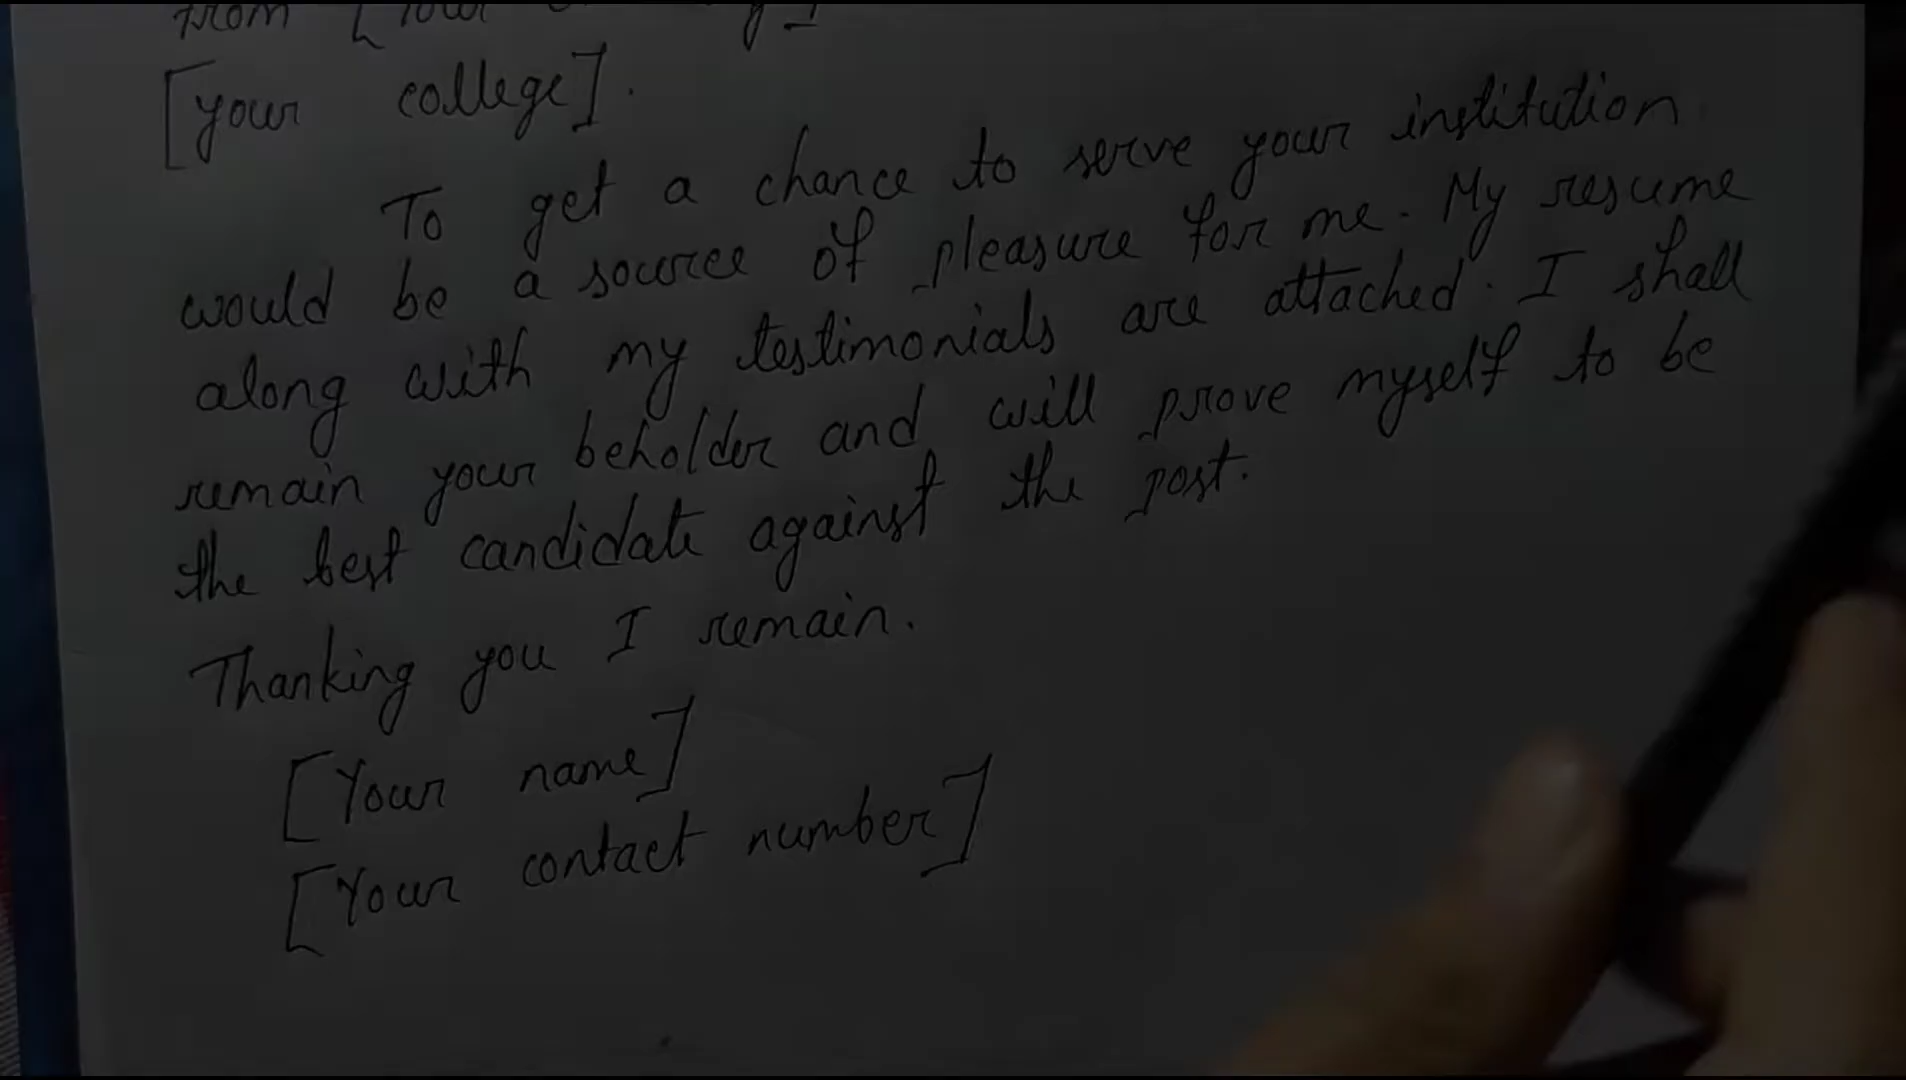 from [Your
[your college].
To get a chance to serve your institution
would be a source of pleasure for me. My resume
along with my testimonials are attached. I shall
remain your beholder and will prove myself to be
the best candidate against the post.
Thanking you I remain.
[Your name]
[Your contact number]